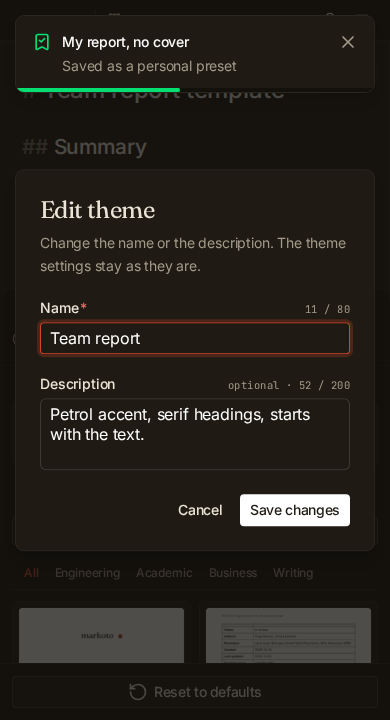 My report, no cover
Saved as a personal preset
# Team report template
## Summary
Edit theme
Change the name or the description. The theme
settings stay as they are.
Name*
11 / 80
Team report
Description
optional · 52 / 200
Petrol accent, serif headings, starts
with the text.
Cancel
Save changes
All
Engineering
Academic
Business
Writing
markoto
Reset to defaults